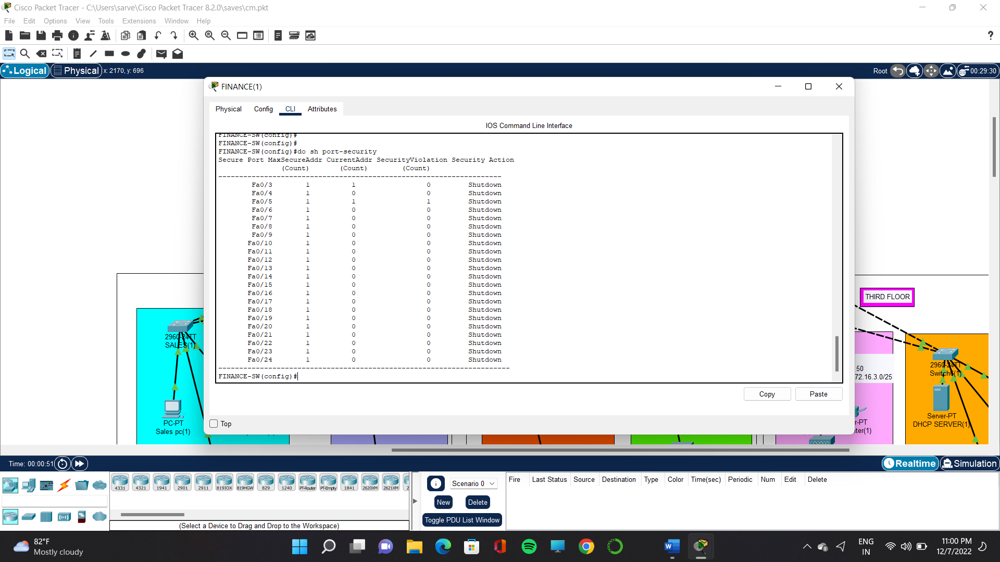 Cisco Packet Tracer - C:\Users\sarve\Cisco Packet Tracer 8.2.0\saves\cm.pkt
File Edit Options View Tools Extensions Window Help
?
Logical Physical x: 2170, y: 696 Root 00:29:30
FINANCE(1)
Physical Config CLI Attributes
IOS Command Line Interface
FINANCE-SW(config)#
FINANCE-SW(config)#
FINANCE-SW(config)#do sh port-security
Secure Port MaxSecureAddr CurrentAddr SecurityViolation Security Action
(Count) (Count) (Count)
----------------------------------------------------------------------
Fa0/3 1 1 0 Shutdown
Fa0/4 1 0 0 Shutdown
Fa0/5 1 1 1 Shutdown
Fa0/6 1 0 0 Shutdown
Fa0/7 1 0 0 Shutdown
Fa0/8 1 0 0 Shutdown
Fa0/9 1 0 0 Shutdown
Fa0/10 1 0 0 Shutdown
Fa0/11 1 0 0 Shutdown
Fa0/12 1 0 0 Shutdown
Fa0/13 1 0 0 Shutdown
Fa0/14 1 0 0 Shutdown
Fa0/15 1 0 0 Shutdown
Fa0/16 1 0 0 Shutdown
Fa0/17 1 0 0 Shutdown
Fa0/18 1 0 0 Shutdown
Fa0/19 1 0 0 Shutdown
Fa0/20 1 0 0 Shutdown
Fa0/21 1 0 0 Shutdown
Fa0/22 1 0 0 Shutdown
Fa0/23 1 0 0 Shutdown
Fa0/24 1 0 0 Shutdown
----------------------------------------------------------------------
FINANCE-SW(config)#
Copy Paste
Top
2960-24TT
SALES(1)
PC-PT
Sales pc(1)
THIRD FLOOR
50
72.16.3.0/25
2960-24TT
Switch6(1)
r-PT
ter(1)
Server-PT
DHCP SERVER(1)
Time: 00:00:51 Realtime Simulation
4331 4321 1941 2901 2911 819IOX 819HGW 829 1240 PT-Router PT-Empty 1841 2620XM 2621XM 2
(Select a Device to Drag and Drop to the Workspace)
Scenario 0
New Delete
Toggle PDU List Window
Fire Last Status Source Destination Type Color Time(sec) Periodic Num Edit Delete
82°F
Mostly cloudy
ENG
IN
11:00 PM
12/7/2022